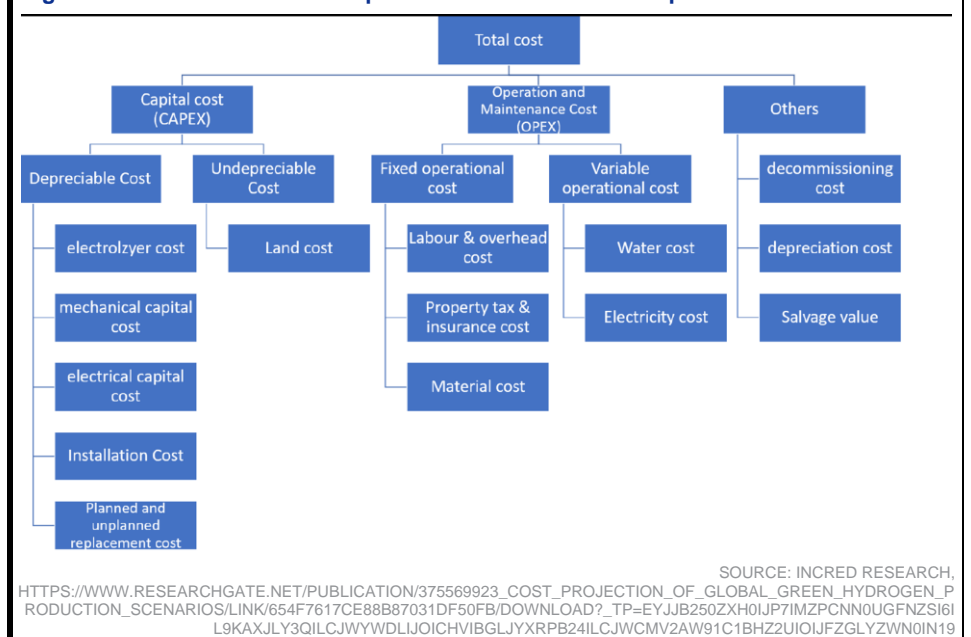 Total cost
Capital cost
(CAPEX)
Operation and
Maintenance Cost
(OPEX)
Others
Depreciable Cost
Undepreciable
Cost
Fixed operational
cost
Variable
operational cost
decommissioning
cost
electrolzyer cost
Land cost
Labour & overhead
cost
Water cost
depreciation cost
mechanical capital
cost
Property tax &
insurance cost
Electricity cost
Salvage value
electrical capital
cost
Material cost
Installation Cost
Planned and
unplanned
replacement cost
SOURCE: INCRED RESEARCH,
HTTPS://WWW.RESEARCHGATE.NET/PUBLICATION/375569923_COST_PROJECTION_OF_GLOBAL_GREEN_HYDROGEN_P
RODUCTION_SCENARIOS/LINK/654F7617CE88B87031DF50FB/DOWNLOAD?_TP=EYJJB250ZXH0IJP7IMZPCNN0UGFNZSI6I
L9KAXJLY3QILCJWYWDLIJOICHVIBGLJYXRPB24ILCJWCMV2AW91C1BHZ2UIOIJFZGLYZWN0IN19